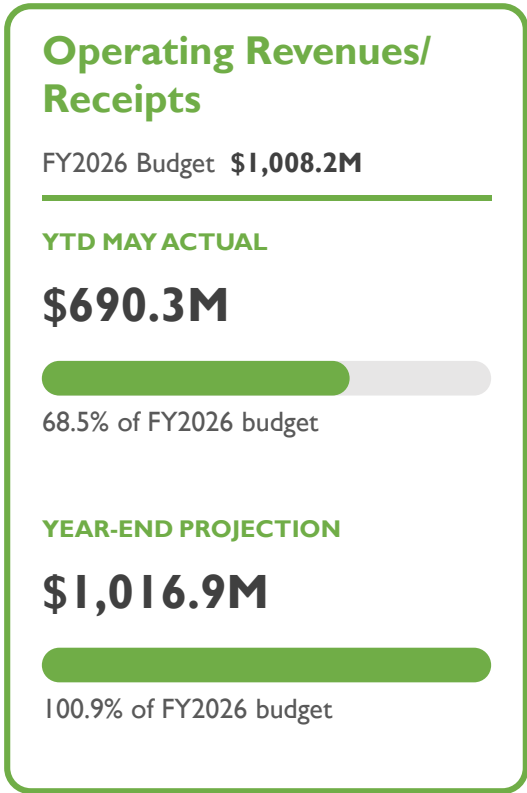 Operating Revenues/
Receipts
FY2026 Budget $1,008.2M
YTD MAY ACTUAL
$690.3M
68.5% of FY2026 budget
YEAR-END PROJECTION
$1,016.9M
100.9% of FY2026 budget